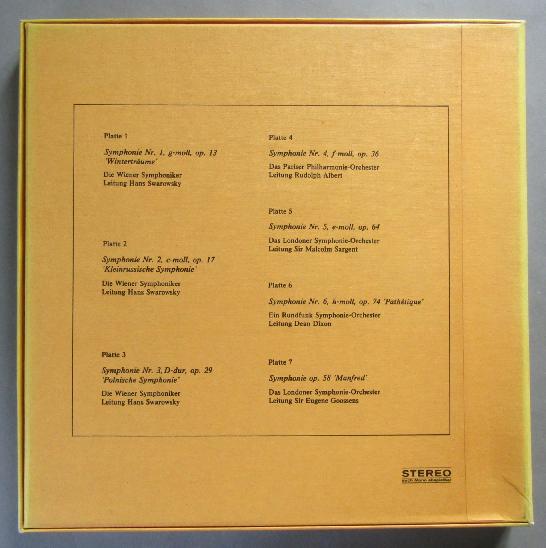 Platte 1
Symphonie Nr. 1, g-moll, op. 13
'Winterträume'
Die Wiener Symphoniker
Leitung Hans Swarowsky
Platte 2
Symphonie Nr. 2, c-moll, op. 17
'Kleinrussische Symphonie'
Die Wiener Symphoniker
Leitung Hans Swarowsky
Platte 3
Symphonie Nr. 3, D-dur, op. 29
'Polnische Symphonie'
Die Wiener Symphoniker
Leitung Hans Swarowsky
Platte 4
Symphonie Nr. 4, f moll, op. 36
Das Pariser Philharmonie-Orchester
Leitung Rudolph Albert
Platte 5
Symphonie Nr. 5, e-moll, op. 64
Das Londoner Symphonie-Orchester
Leitung Sir Malcolm Sargent
Platte 6
Symphonie Nr. 6, h-moll, op. 74 'Pathétique'
Ein Rundfunk Symphonie-Orchester
Leitung Dean Dixon
Platte 7
Symphonie op. 58 'Manfred'
Das Londoner Symphonie-Orchester
Leitung Sir Eugene Goossens
STEREO
auch Mono abspielbar